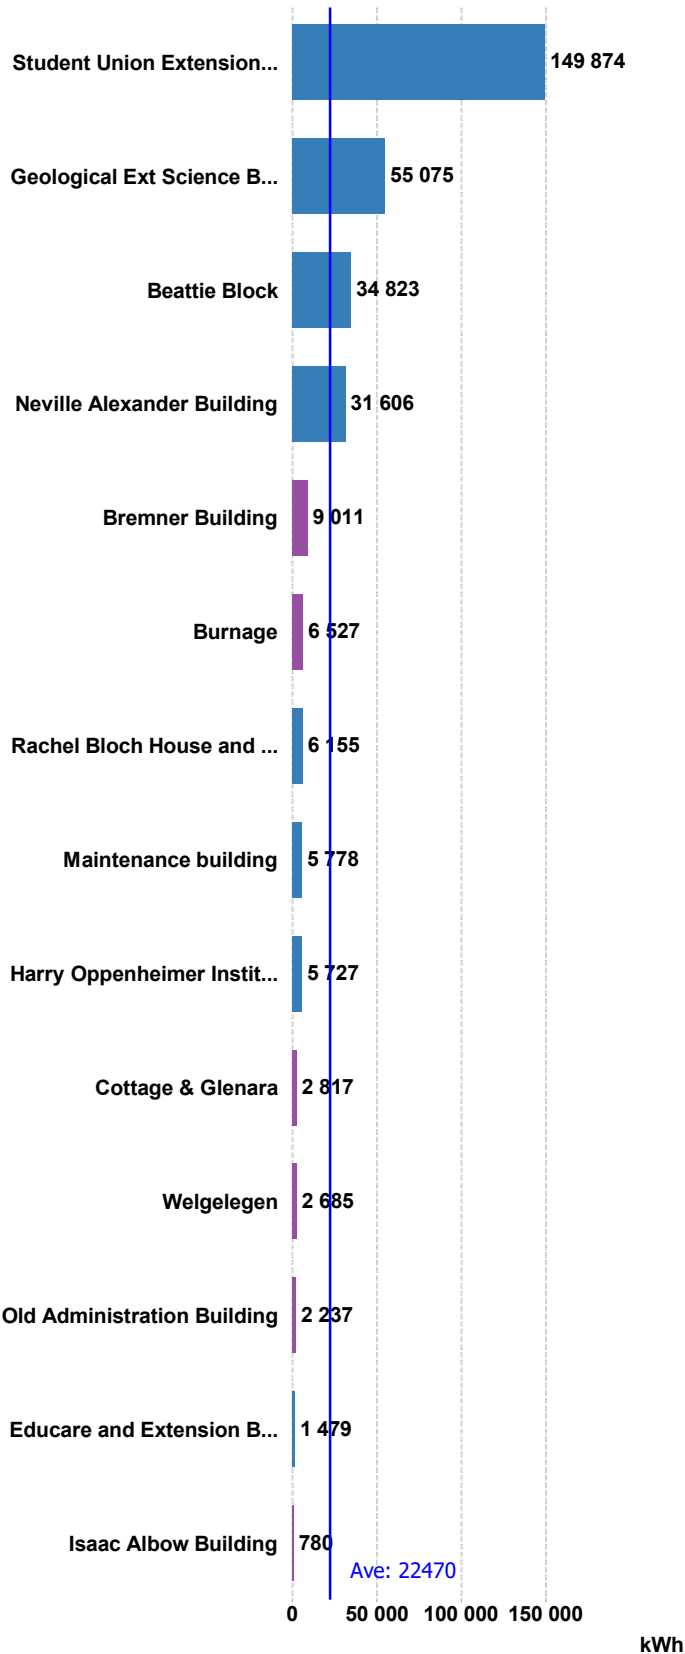 Student Union Extension... 149 874
Geological Ext Science B... 55 075
Beattie Block 34 823
Neville Alexander Building 31 606
Bremner Building 9 011
Burnage 6 527
Rachel Bloch House and ... 6 155
Maintenance building 5 778
Harry Oppenheimer Instit... 5 727
Cottage & Glenara 2 817
Welgelegen 2 685
Old Administration Building 2 237
Educare and Extension B... 1 479
Isaac Albow Building 780
Ave: 22470
0 50 000 100 000 150 000
kWh